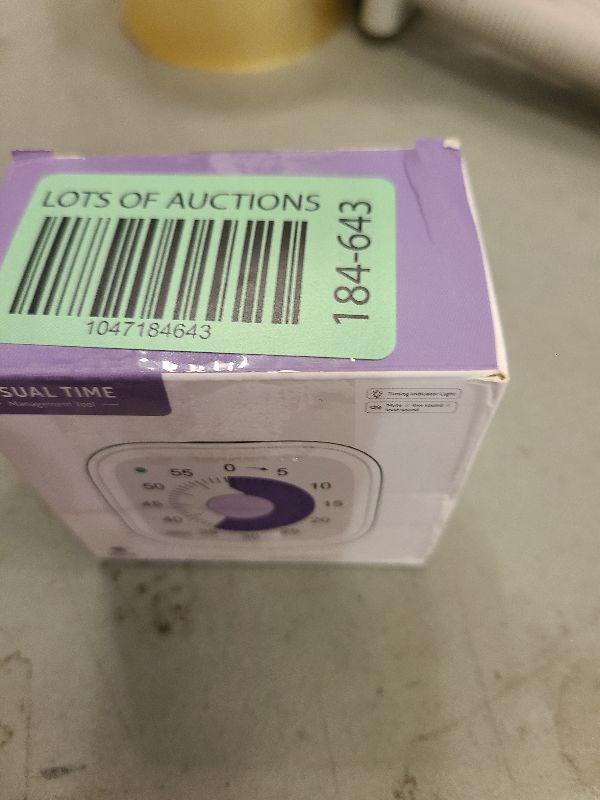 LOTS OF AUCTIONS
184-643
1047184643
SUAL TIME
Management Tool
Timing Indicator Light
0
5
10
15
20
40
45
50
55